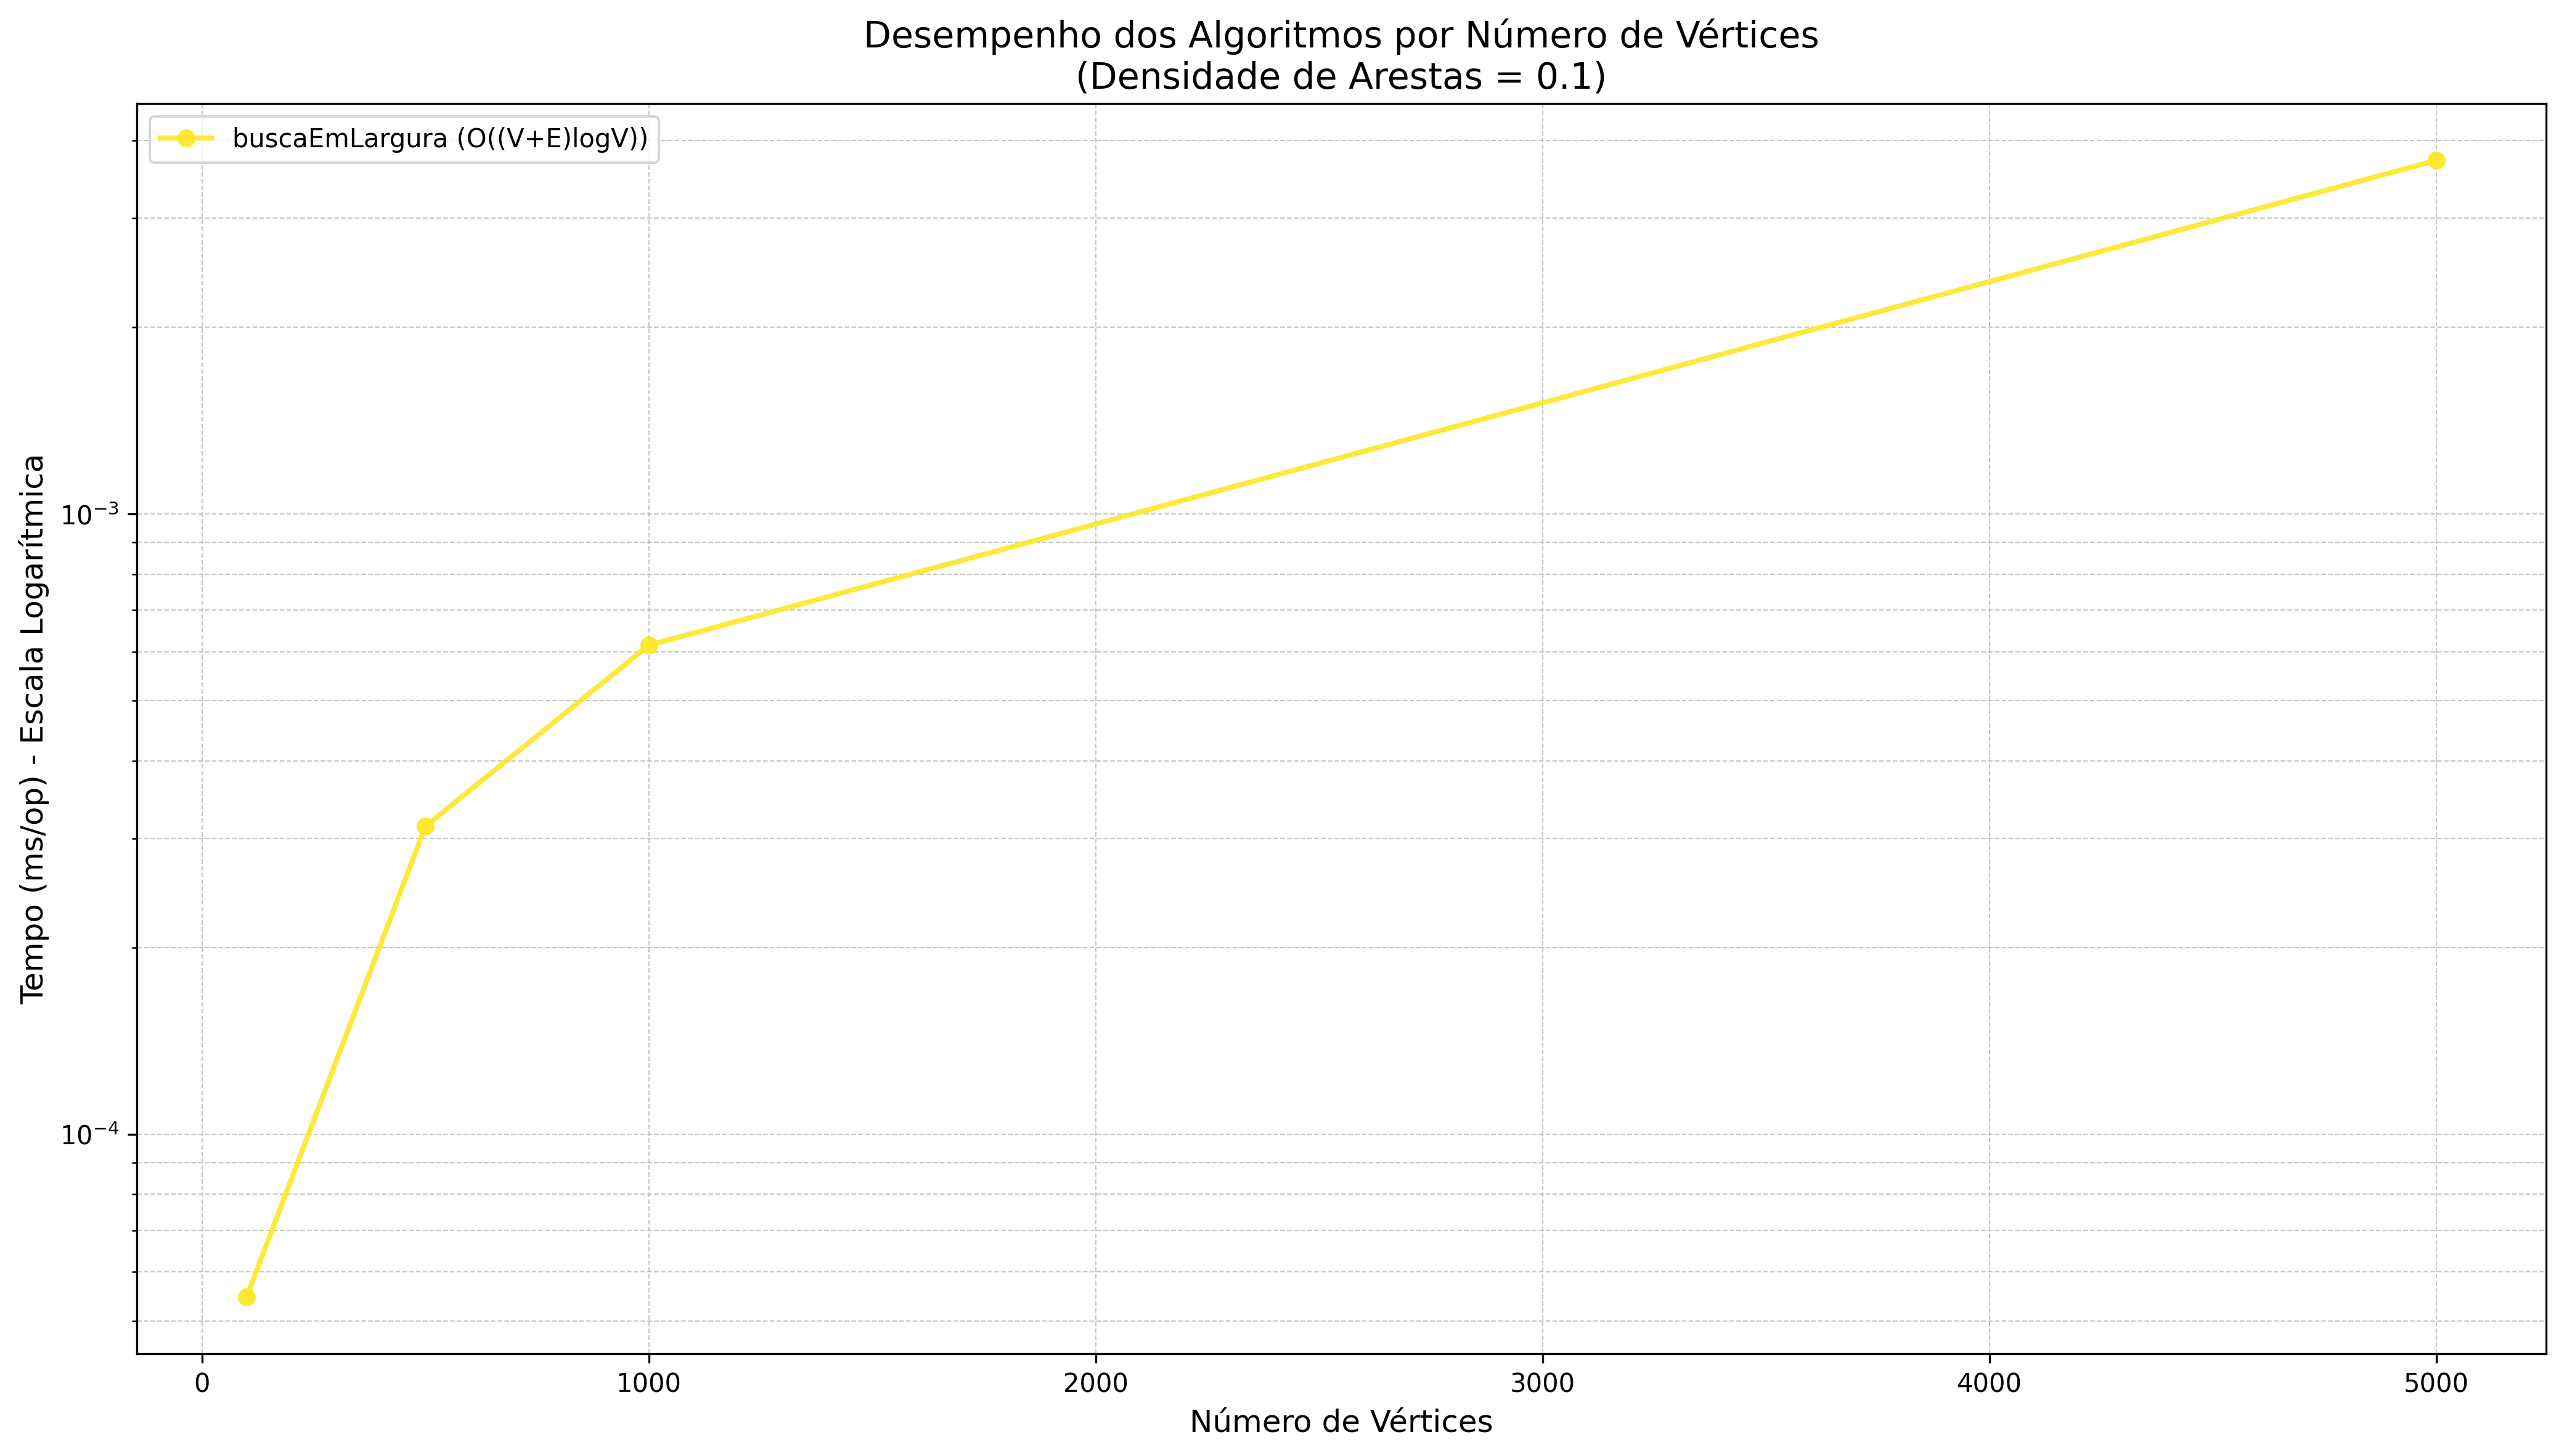 Desempenho dos Algoritmos por Número de Vértices
(Densidade de Arestas = 0.1)
buscaEmLargura (O((V+E)logV))
Tempo (ms/op) - Escala Logarítmica
10⁻³
10⁻⁴
0 1000 2000 3000 4000 5000
Número de Vértices